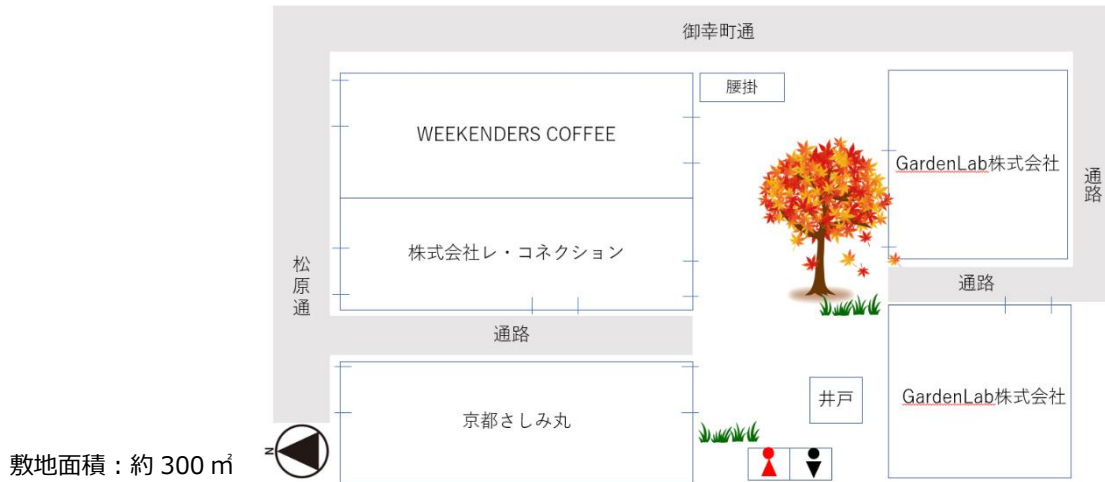 御幸町通
腰掛
WEEKENDERS COFFEE
GardenLab株式会社
通路
株式会社レ・コネクション
松原通
通路
通路
京都さしみ丸
井戸
GardenLab株式会社
N
敷地面積：約 300 ㎡